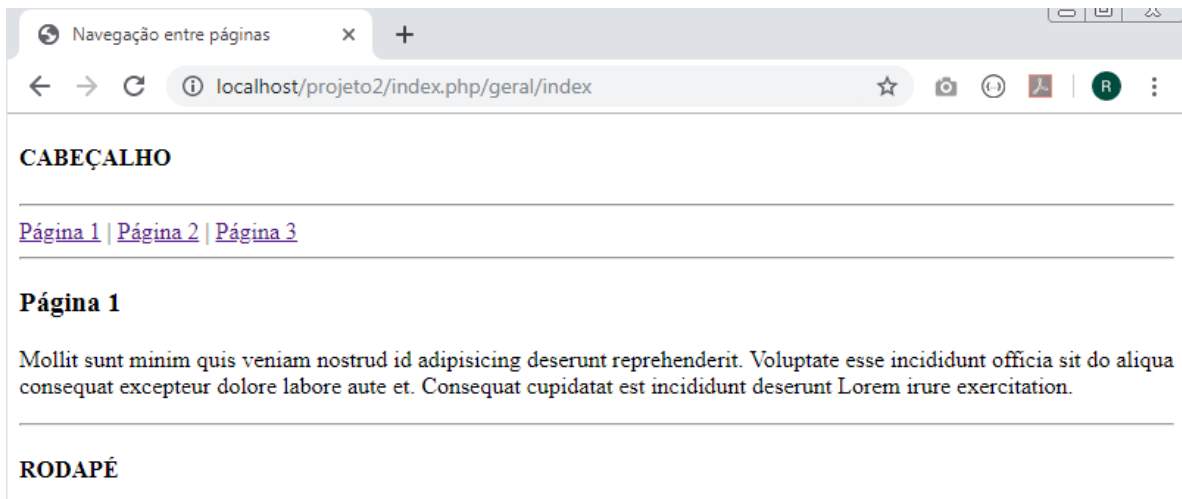 Navegação entre páginas
localhost/projeto2/index.php/geral/index
R
CABEÇALHO
Página 1 | Página 2 | Página 3
Página 1
Mollit sunt minim quis veniam nostrud id adipisicing deserunt reprehenderit. Voluptate esse incididunt officia sit do aliqua
consequat excepteur dolore labore aute et. Consequat cupidatat est incididunt deserunt Lorem irure exercitation.
RODAPÉ